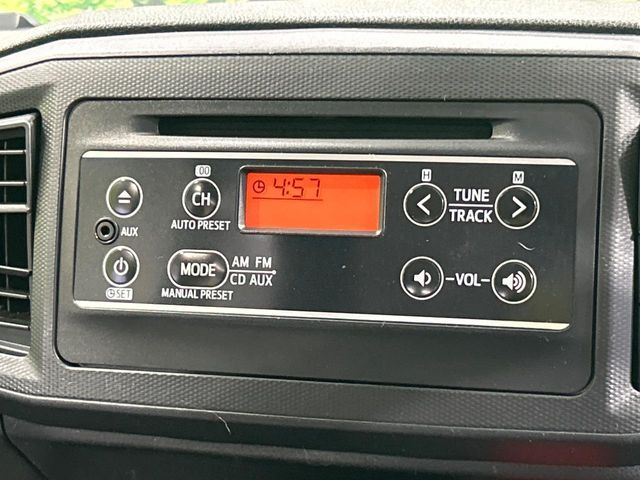 :00
CH
AUTO PRESET
AUX
SET
MODE
AM FM
CD AUX
MANUAL PRESET
4:57
H
M
< TUNE >
TRACK
-VOL-